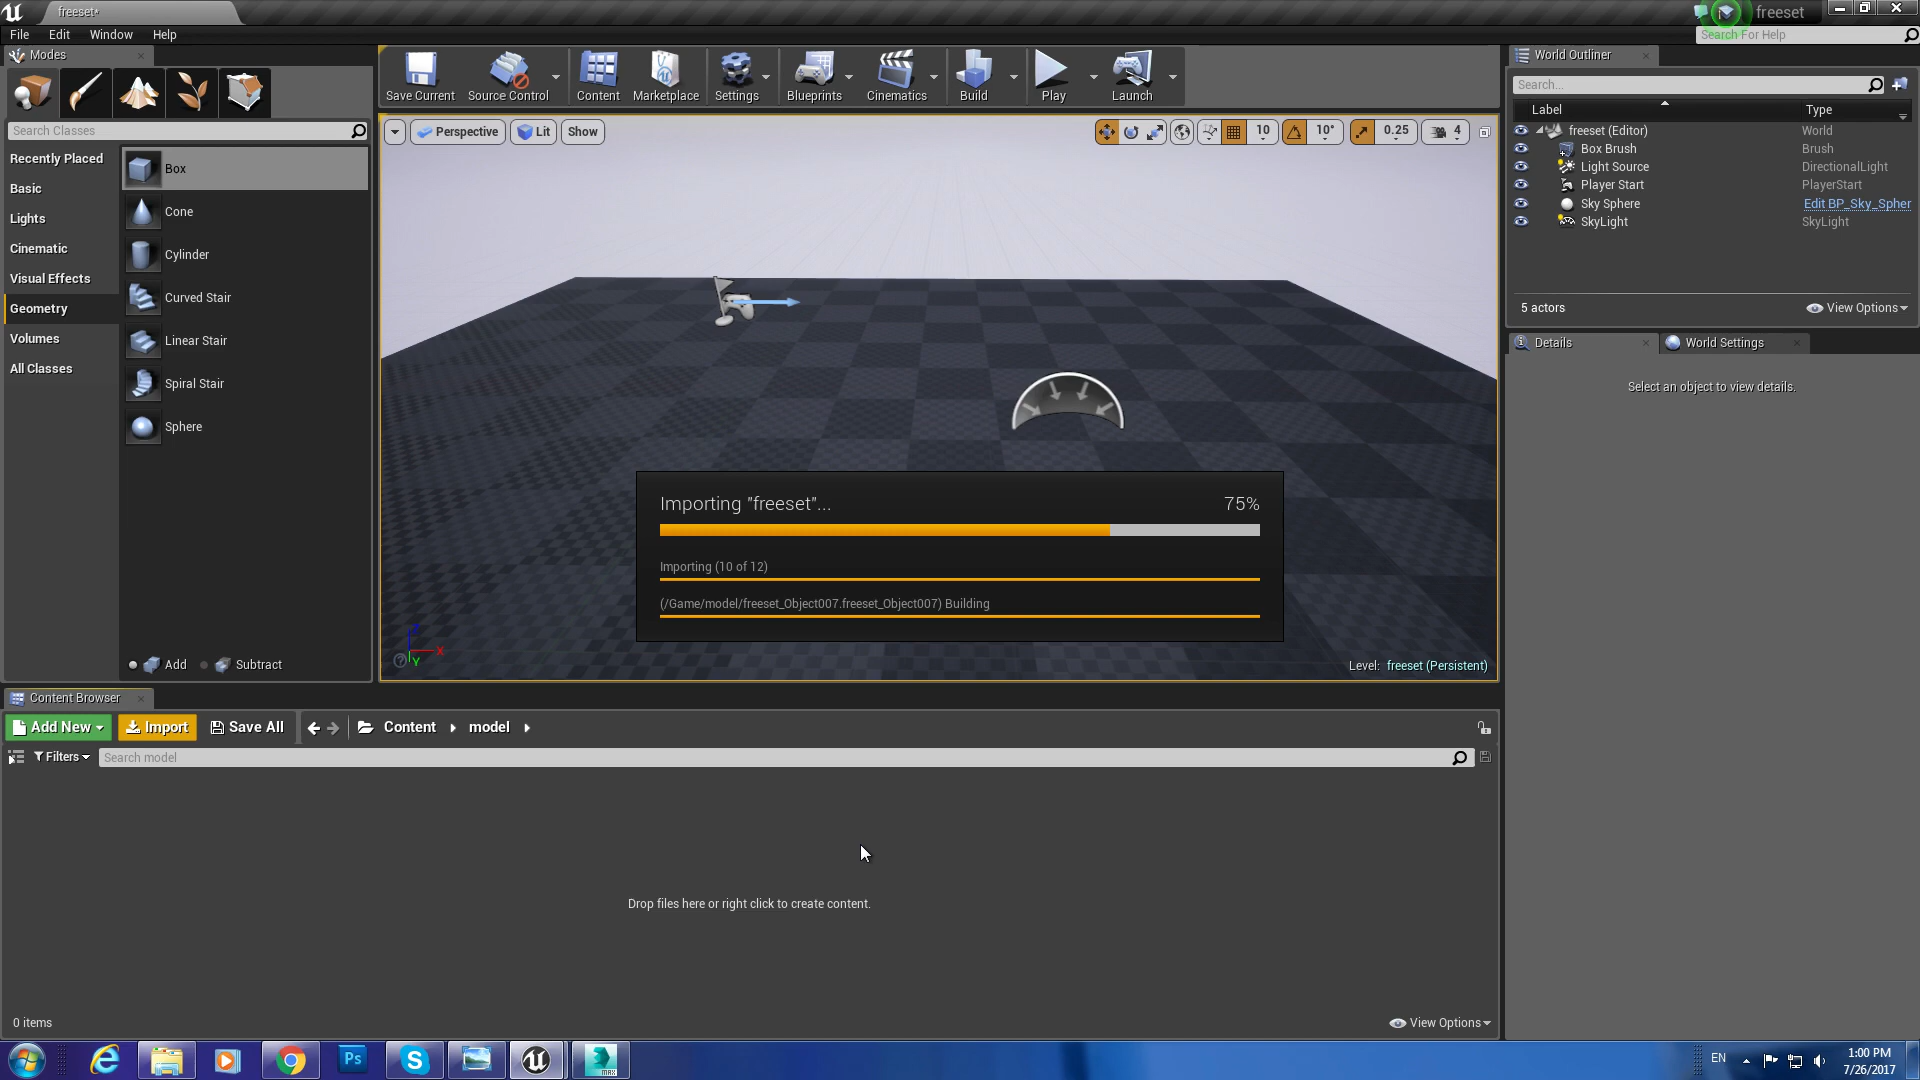 freeset*
freeset
File Edit Window Help
Search For Help
Modes
Search Classes
Recently Placed
Basic
Lights
Cinematic
Visual Effects
Geometry
Volumes
All Classes
Box
Cone
Cylinder
Curved Stair
Linear Stair
Spiral Stair
Sphere
Add Subtract
Save Current Source Control Content Marketplace Settings Blueprints Cinematics Build Play Launch
Perspective Lit Show
10 10° 0.25 4
Importing "freeset"... 75%
Importing (10 of 12)
(/Game/model/freeset_Object007.freeset_Object007) Building
Z
X
Y
Level: freeset (Persistent)
World Outliner
Search...
Label Type
freeset (Editor) World
Box Brush Brush
Light Source DirectionalLight
Player Start PlayerStart
Sky Sphere Edit BP_Sky_Spher
SkyLight SkyLight
5 actors View Options
Details World Settings
Select an object to view details.
Content Browser
Add New Import Save All Content model
Filters Search model
Drop files here or right click to create content.
0 items View Options
Ps
MAX
EN
1:00 PM
7/26/2017